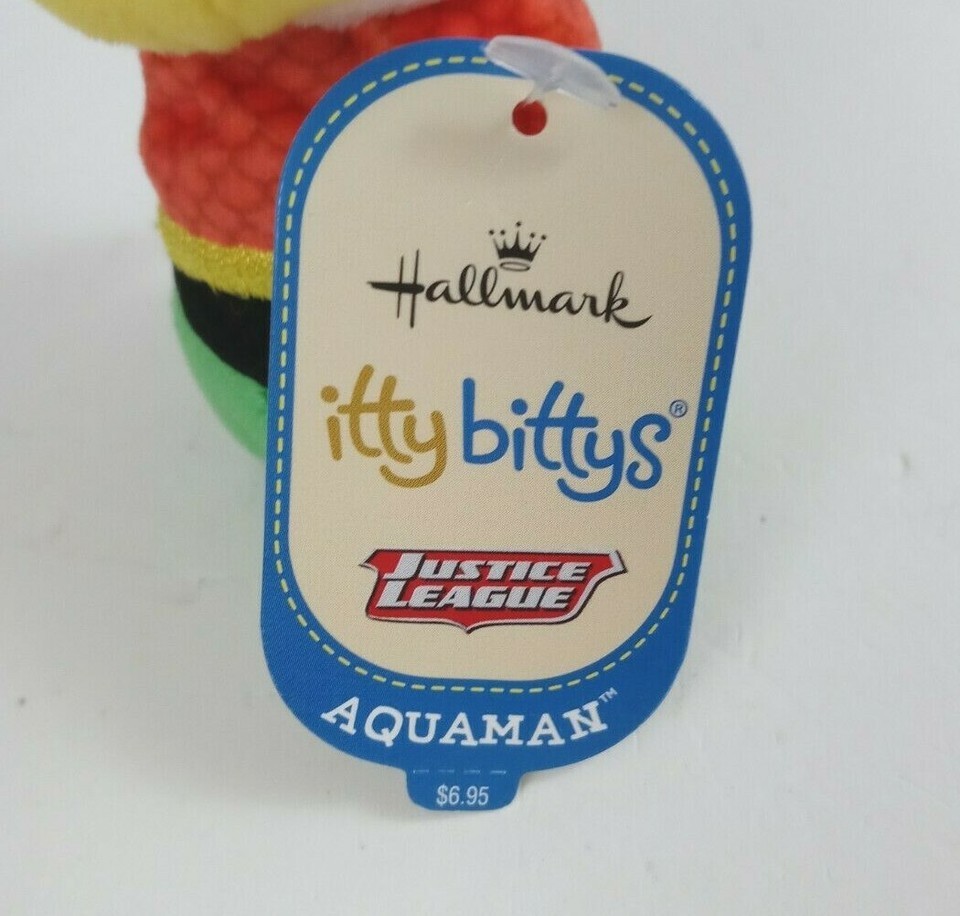 Hallmark
itty bittys®
JUSTICE
LEAGUE
AQUAMAN™
$6.95